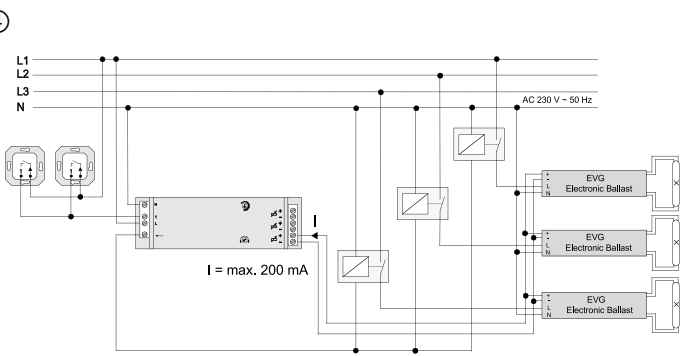 L1
L2
L3
N
AC 230 V ~ 50 Hz
+
-
L
N
EVG
Electronic Ballast
N
1
L
+
-
+
-
+
-
I
I = max. 200 mA
+
-
L
N
EVG
Electronic Ballast
+
-
L
N
EVG
Electronic Ballast